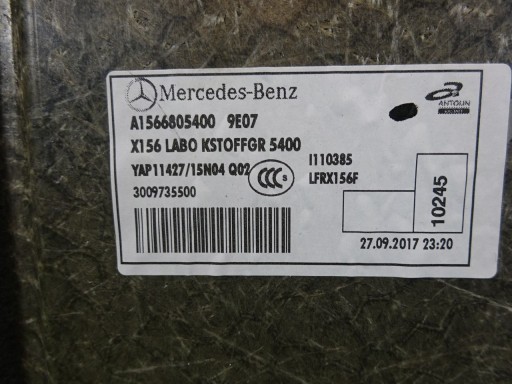 Mercedes-Benz
ANTOLIN
A1566805400 9E07
X156 LABO KSTOFFGR 5400
YAP11427/15N04 Q02
CCC S
I110385
LFRX156F
3009735500
10245
27.09.2017 23:20